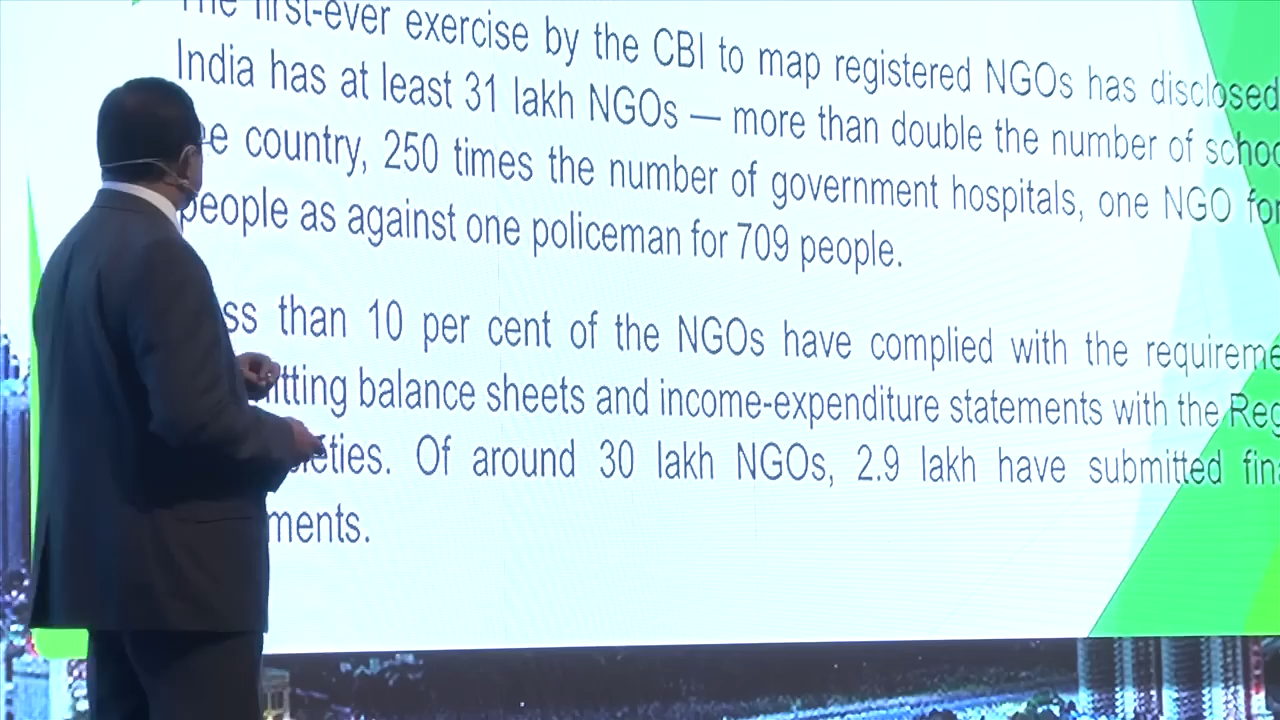 The first-ever exercise by the CBI to map registered NGOs has disclosed
India has at least 31 lakh NGOs — more than double the number of
country, 250 times the number of government hospitals, one NGO for
people as against one policeman for 709 people.
than 10 per cent of the NGOs have complied with the
balance sheets and income-expenditure statements with the
Of around 30 lakh NGOs, 2.9 lakh have submitted